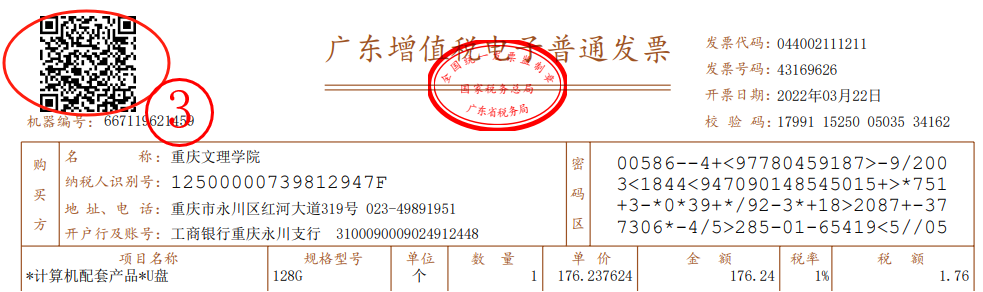 广东增值税电子普通发票
全国统一发票监制章
国家税务总局
广东省税务局
发票代码: 044002111211
发票号码: 43169626
开票日期: 2022年03月22日
校 验 码: 17991 15250 05035 34162
机器编号: 667119621459
③
购买方
名 称: 重庆文理学院
纳税人识别号: 12500000739812947F
地 址、电 话: 重庆市永川区红河大道319号 023-49891951
开户行及账号: 工商银行重庆永川支行 3100090009024912448
密码区
00586--4+<97780459187>-9/200
3<1844<947090148545015+>*751
+3-*0*39+*/92-3*+18>2087+-37
7306*-4/5>285-01-65419<5//05
项目名称 规格型号 单位 数 量 单 价 金 额 税率 税 额
*计算机配套产品*U盘 128G 个 1 176.237624 176.24 1% 1.76